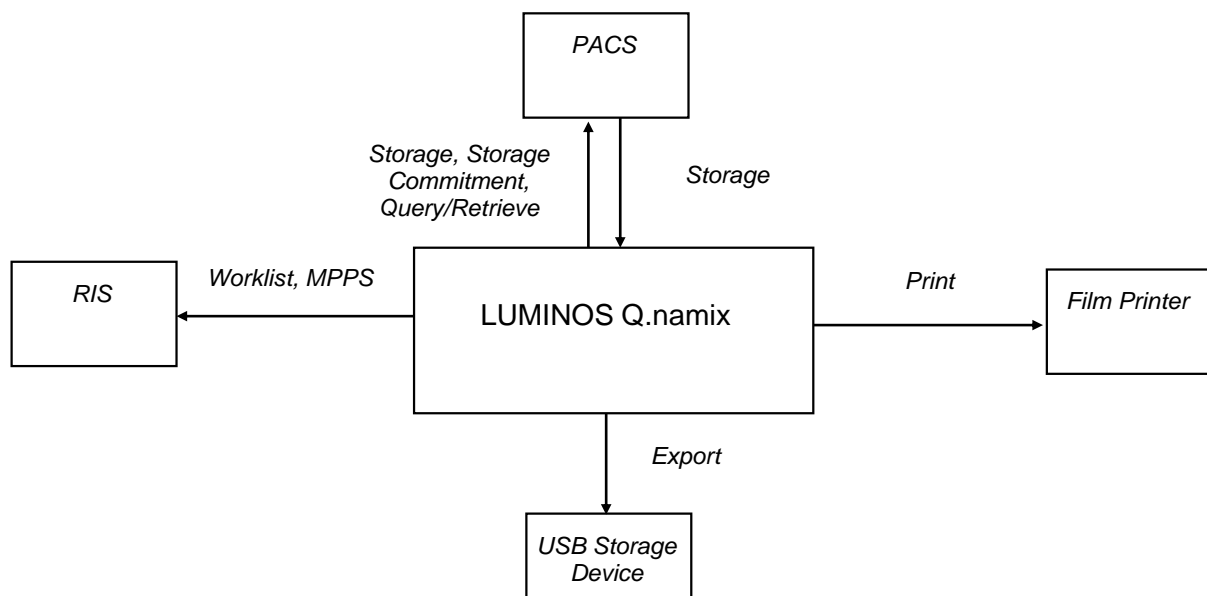 PACS
Storage, Storage
Commitment,
Query/Retrieve
Storage
RIS
Worklist, MPPS
LUMINOS Q.namix
Print
Film Printer
Export
USB Storage
Device